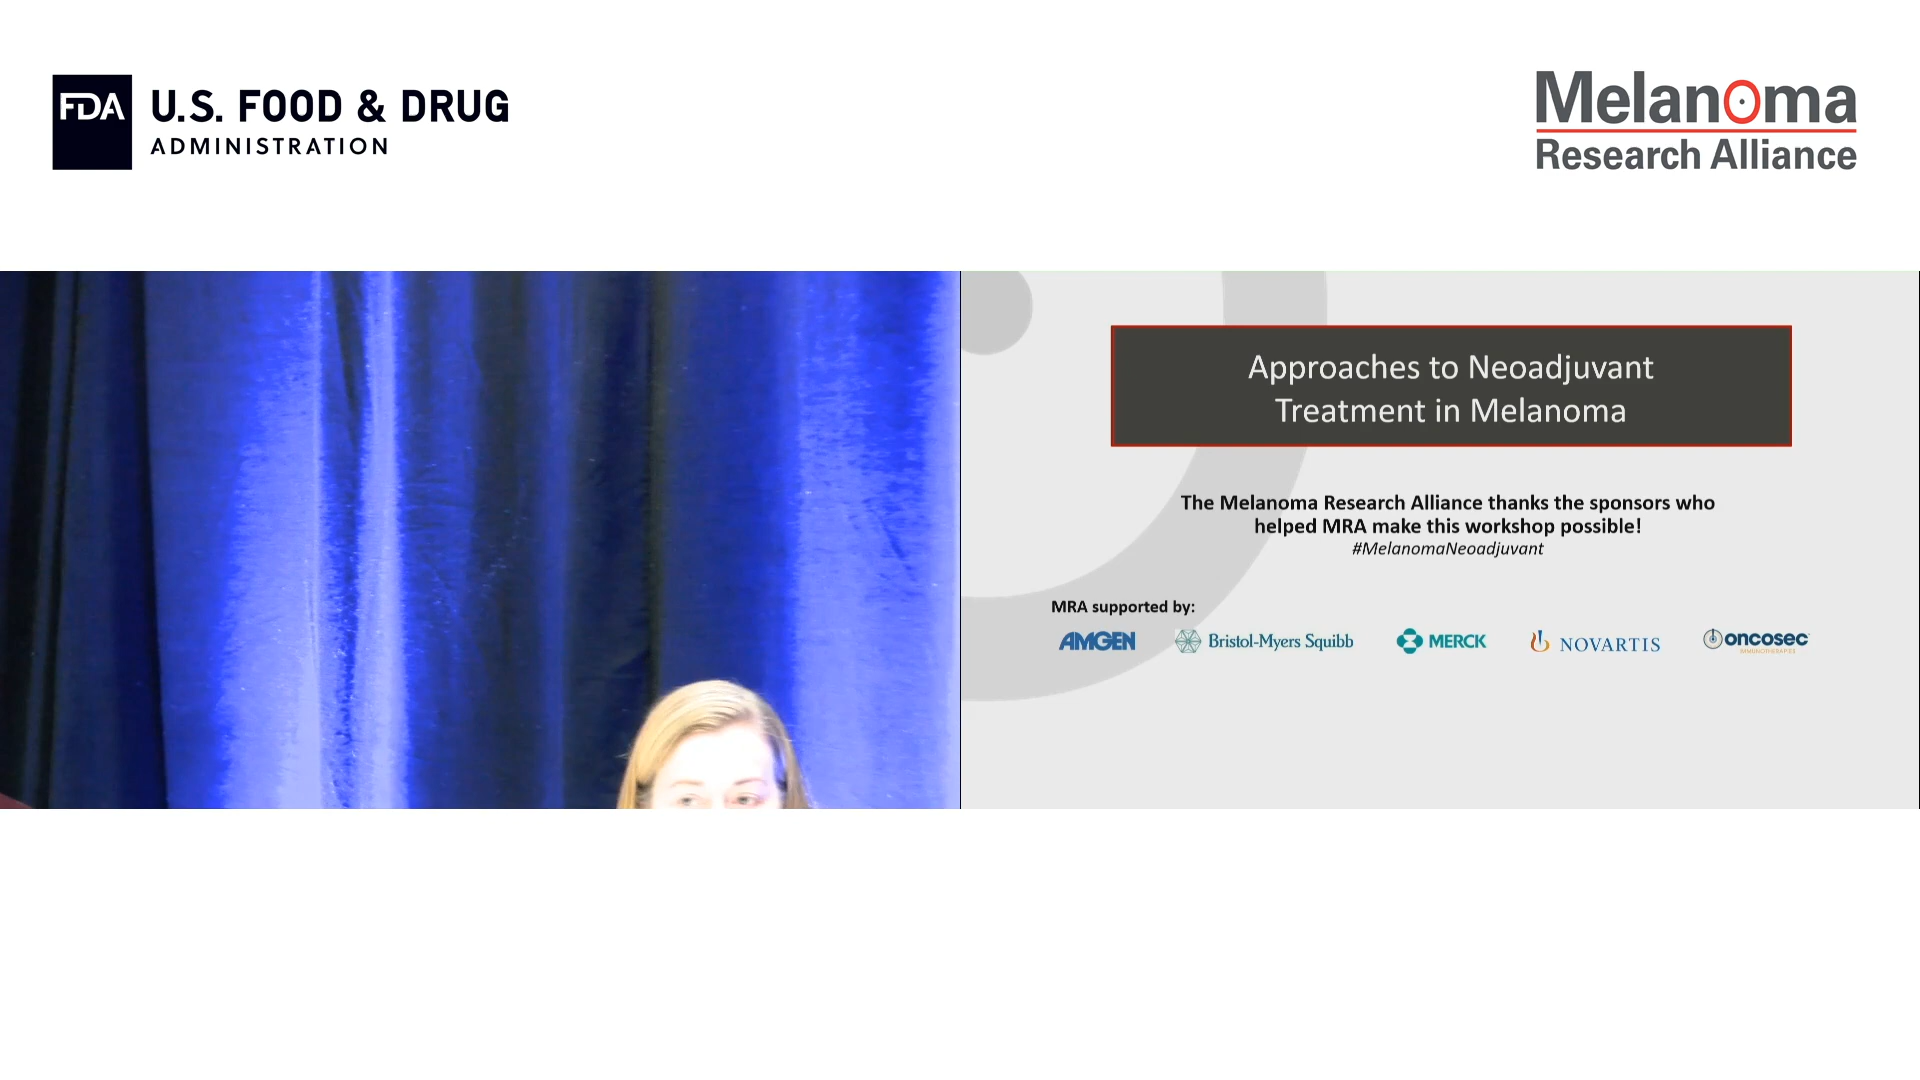 FDA U.S. FOOD & DRUG
ADMINISTRATION
Melanoma
Research Alliance
Approaches to Neoadjuvant
Treatment in Melanoma
The Melanoma Research Alliance thanks the sponsors who
helped MRA make this workshop possible!
#MelanomaNeoadjuvant
MRA supported by:
AMGEN Bristol-Myers Squibb MERCK NOVARTIS oncosec
IMMUNOTHERAPIES